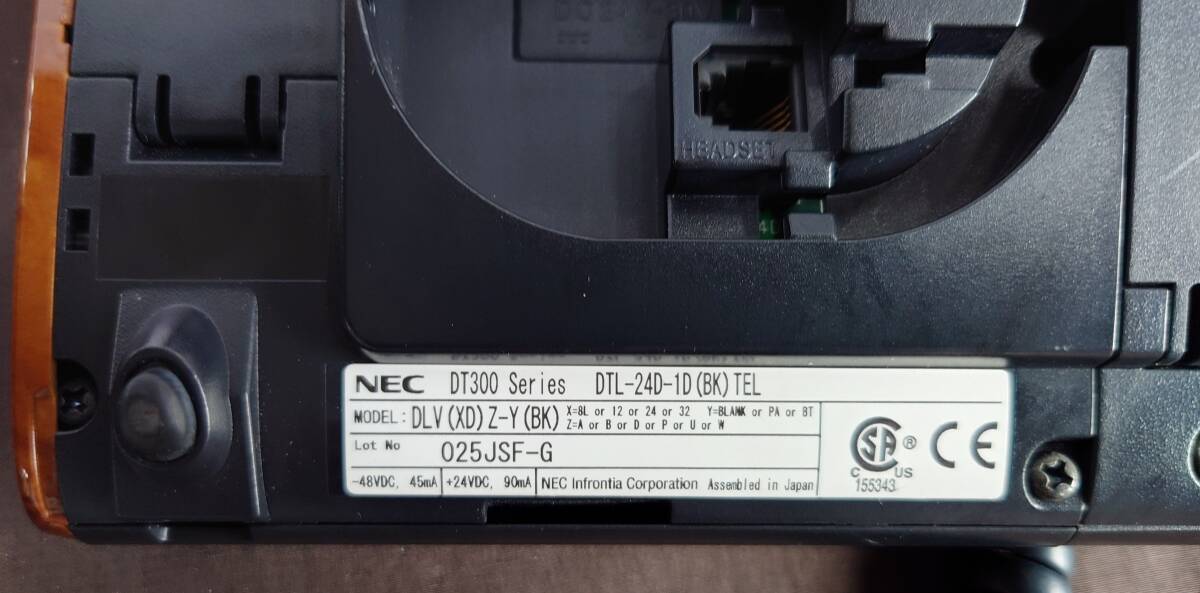 HEADSET
NEC DT300 Series DTL-24D-1D(BK)TEL
MODEL: DLV(XD)Z-Y(BK) X=8L or 12 or 24 or 32 Y=BLANK or PA or BT
Z=A or B or D or P or U or W
Lot No 025JSF-G
-48VDC, 45mA +24VDC, 90mA NEC Infrontia Corporation Assembled in Japan
CSA ® CE
C US
155343